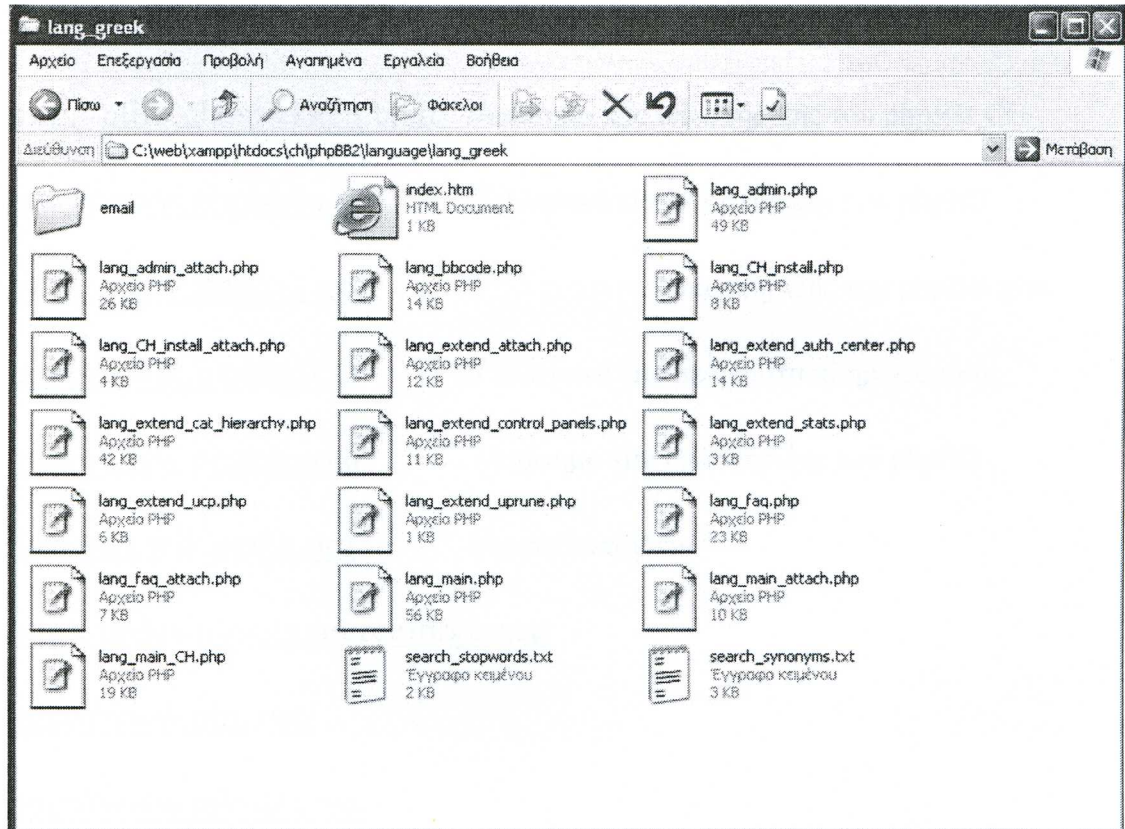 lang_greek
Αρχείο Επεξεργασία Προβολή Αγαπημένα Εργαλεία Βοήθεια
Πίσω Αναζήτηση Φάκελοι
Διεύθυνση C:\web\xampp\htdocs\ch\phpBB2\language\lang_greek Μετάβαση
email
index.htm
HTML Document
1 KB
lang_admin.php
Αρχείο PHP
49 KB
lang_admin_attach.php
Αρχείο PHP
26 KB
lang_bbcode.php
Αρχείο PHP
14 KB
lang_CH_install.php
Αρχείο PHP
8 KB
lang_CH_install_attach.php
Αρχείο PHP
4 KB
lang_extend_attach.php
Αρχείο PHP
12 KB
lang_extend_auth_center.php
Αρχείο PHP
14 KB
lang_extend_cat_hierarchy.php
Αρχείο PHP
42 KB
lang_extend_control_panels.php
Αρχείο PHP
11 KB
lang_extend_stats.php
Αρχείο PHP
3 KB
lang_extend_ucp.php
Αρχείο PHP
6 KB
lang_extend_uprune.php
Αρχείο PHP
1 KB
lang_faq.php
Αρχείο PHP
23 KB
lang_faq_attach.php
Αρχείο PHP
7 KB
lang_main.php
Αρχείο PHP
56 KB
lang_main_attach.php
Αρχείο PHP
10 KB
lang_main_CH.php
Αρχείο PHP
19 KB
search_stopwords.txt
Έγγραφο κειμένου
2 KB
search_synonyms.txt
Έγγραφο κειμένου
3 KB